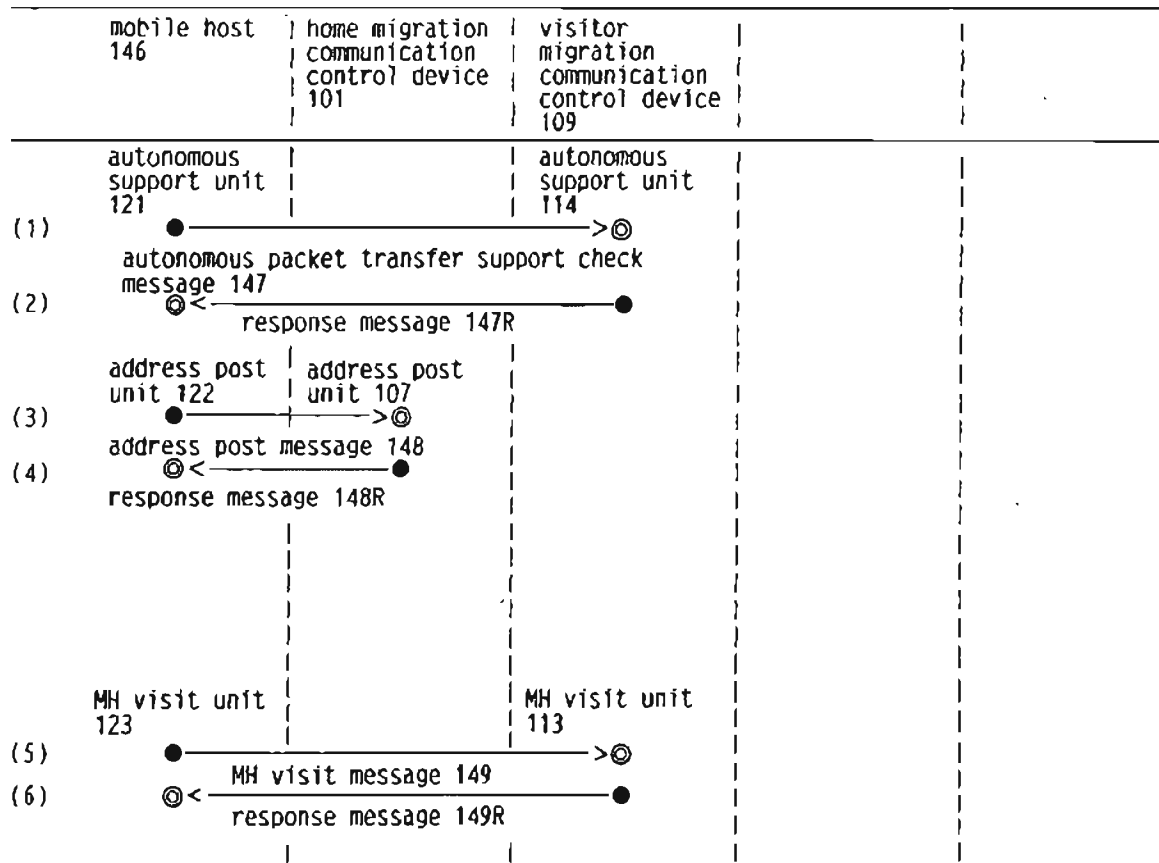 mobile host
146
home migration
communication
control device
101
visitor
migration
communication
control device
109
autonomous
support unit
121
autonomous
support unit
114
(1)
autonomous packet transfer support check
message 147
(2)
response message 147R
address post
unit 122
address post
unit 107
(3)
address post message 148
(4)
response message 148R
MH visit unit
123
MH visit unit
113
(5)
MH visit message 149
(6)
response message 149R